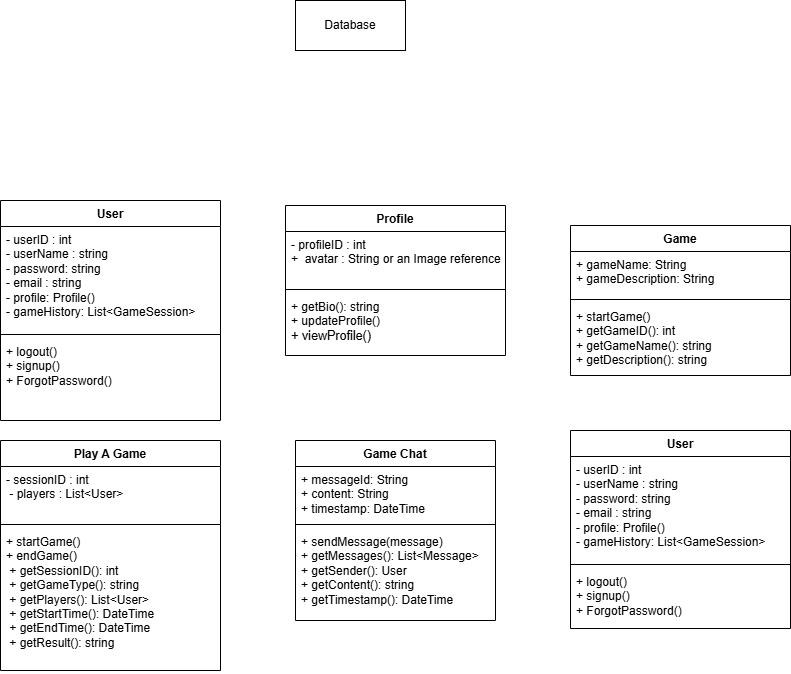 Database
User
- userID : int
- userName : string
- password: string
- email : string
- profile: Profile()
- gameHistory: List<GameSession>
+ logout()
+ signup()
+ ForgotPassword()
Profile
- profileID : int
+ avatar : String or an Image reference
+ getBio(): string
+ updateProfile()
+ viewProfile()
Game
+ gameName: String
+ gameDescription: String
+ startGame()
+ getGameID(): int
+ getGameName(): string
+ getDescription(): string
Play A Game
- sessionID : int
- players : List<User>
+ startGame()
+ endGame()
+ getSessionID(): int
+ getGameType(): string
+ getPlayers(): List<User>
+ getStartTime(): DateTime
+ getEndTime(): DateTime
+ getResult(): string
Game Chat
+ messageId: String
+ content: String
+ timestamp: DateTime
+ sendMessage(message)
+ getMessages(): List<Message>
+ getSender(): User
+ getContent(): string
+ getTimestamp(): DateTime
User
- userID : int
- userName : string
- password: string
- email : string
- profile: Profile()
- gameHistory: List<GameSession>
+ logout()
+ signup()
+ ForgotPassword()